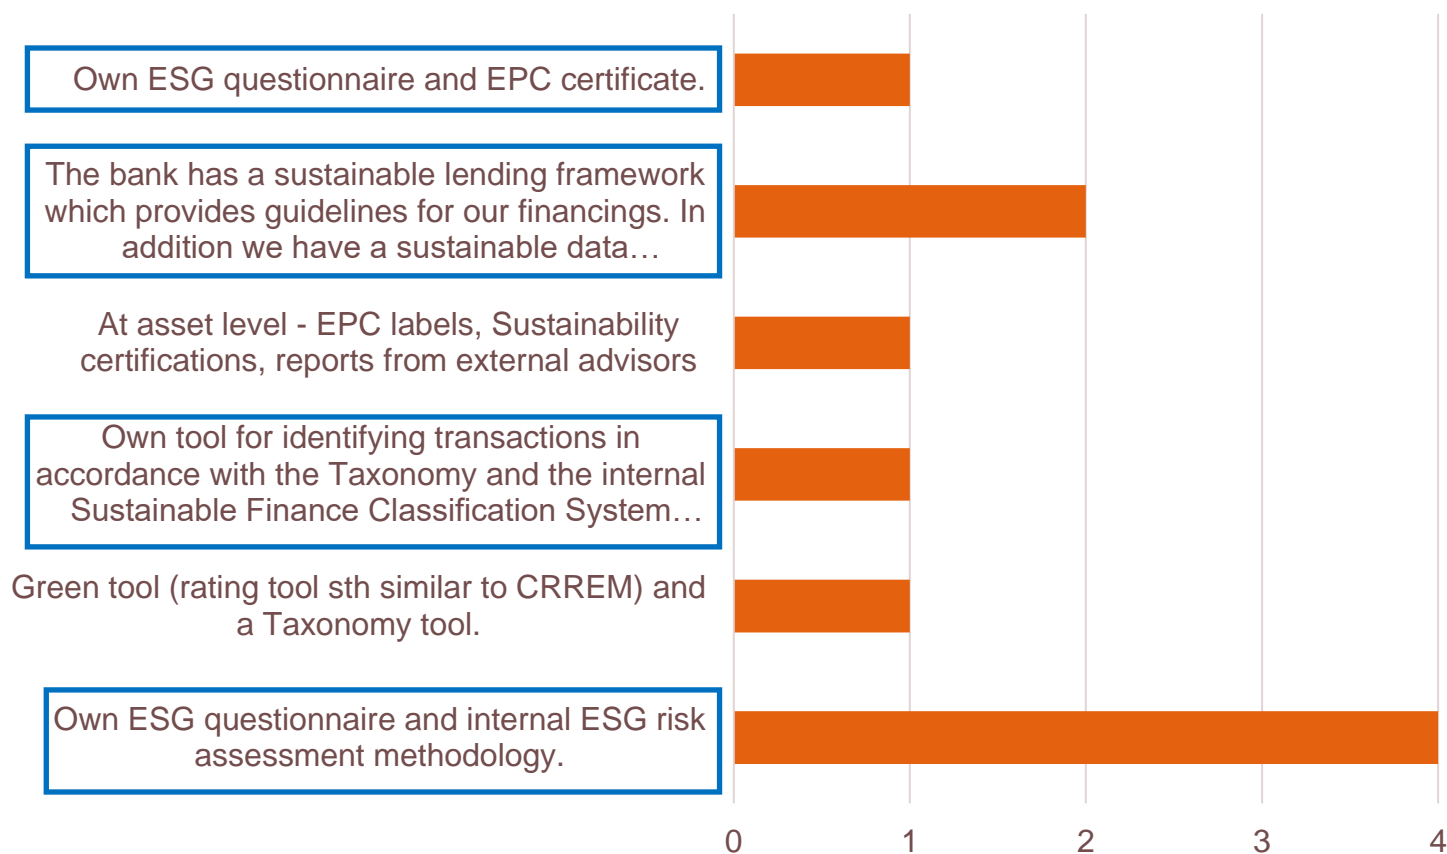 Own ESG questionnaire and EPC certificate.
The bank has a sustainable lending framework
which provides guidelines for our financings. In
addition we have a sustainable data…
At asset level - EPC labels, Sustainability
certifications, reports from external advisors
Own tool for identifying transactions in
accordance with the Taxonomy and the internal
Sustainable Finance Classification System…
Green tool (rating tool sth similar to CRREM) and
a Taxonomy tool.
Own ESG questionnaire and internal ESG risk
assessment methodology.
0 1 2 3 4